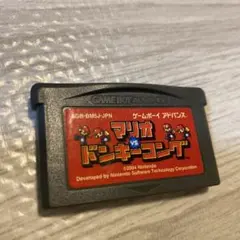 GAME BOY ADVANCE
AGB-BM5J-JPN
ゲームボーイ アドバンス
マリオ
VS.
ドンキーコング
©2004 Nintendo
Developed by Nintendo Software Technology Corporation